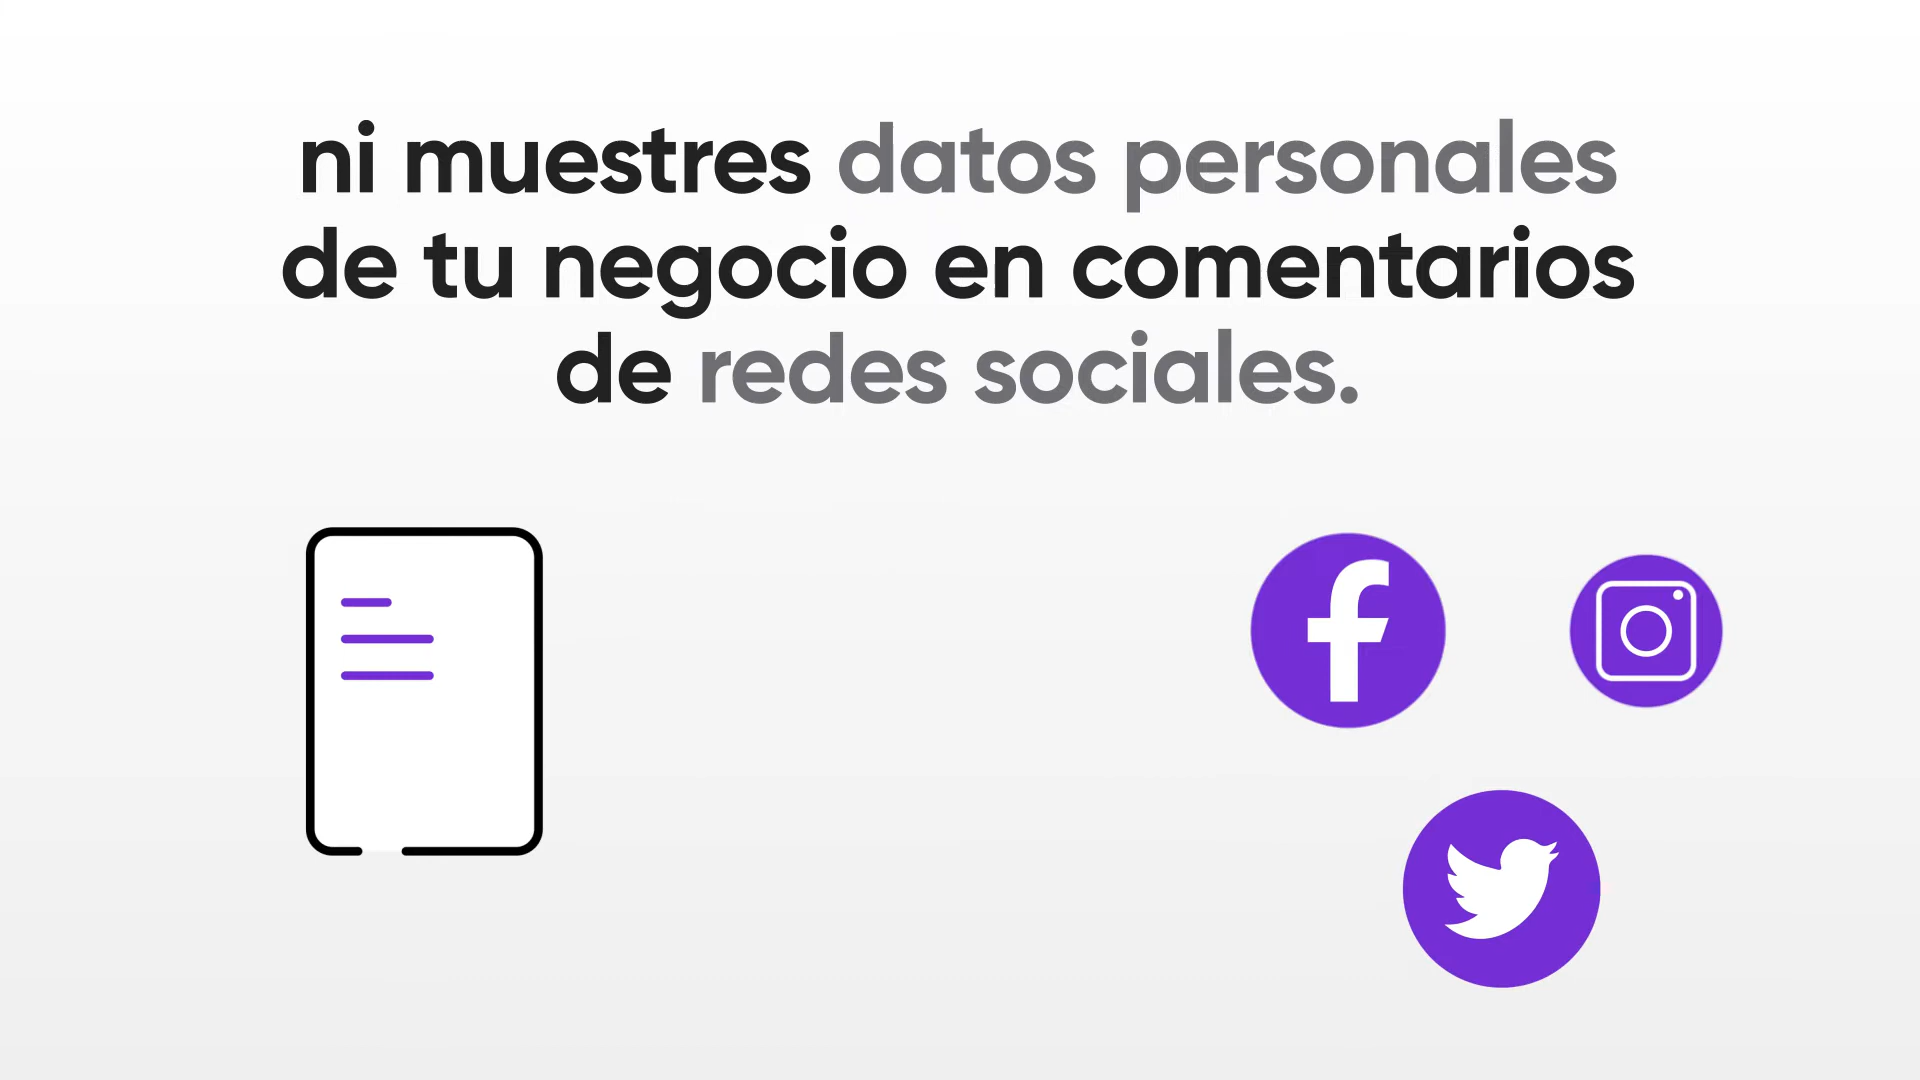 ni muestres datos personales
de tu negocio en comentarios
de redes sociales.